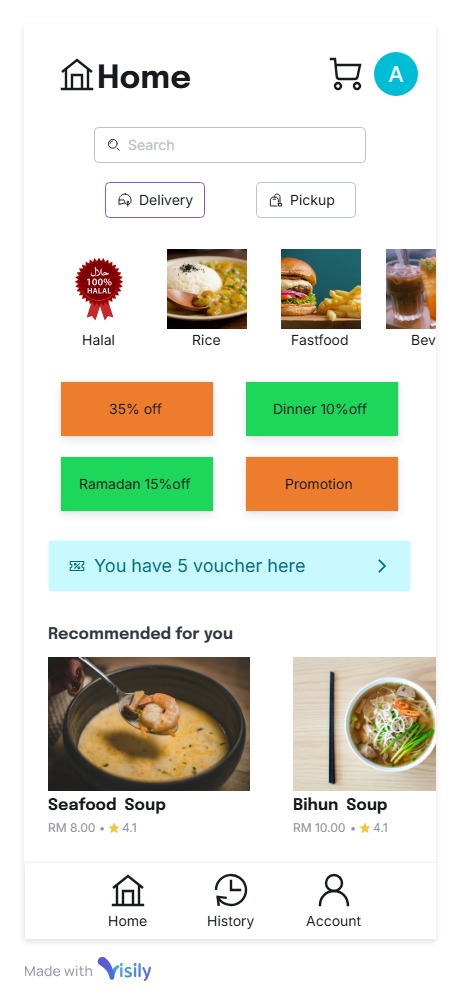 Home
A
Search
Delivery
Pickup
حلال
100%
HALAL
Halal
Rice
Fastfood
Bev
35% off
Dinner 10%off
Ramadan 15%off
Promotion
You have 5 voucher here
Recommended for you
Seafood Soup
RM 8.00 • ⭐ 4.1
Bihun Soup
RM 10.00 • ⭐ 4.1
Home
History
Account
Made with Visily